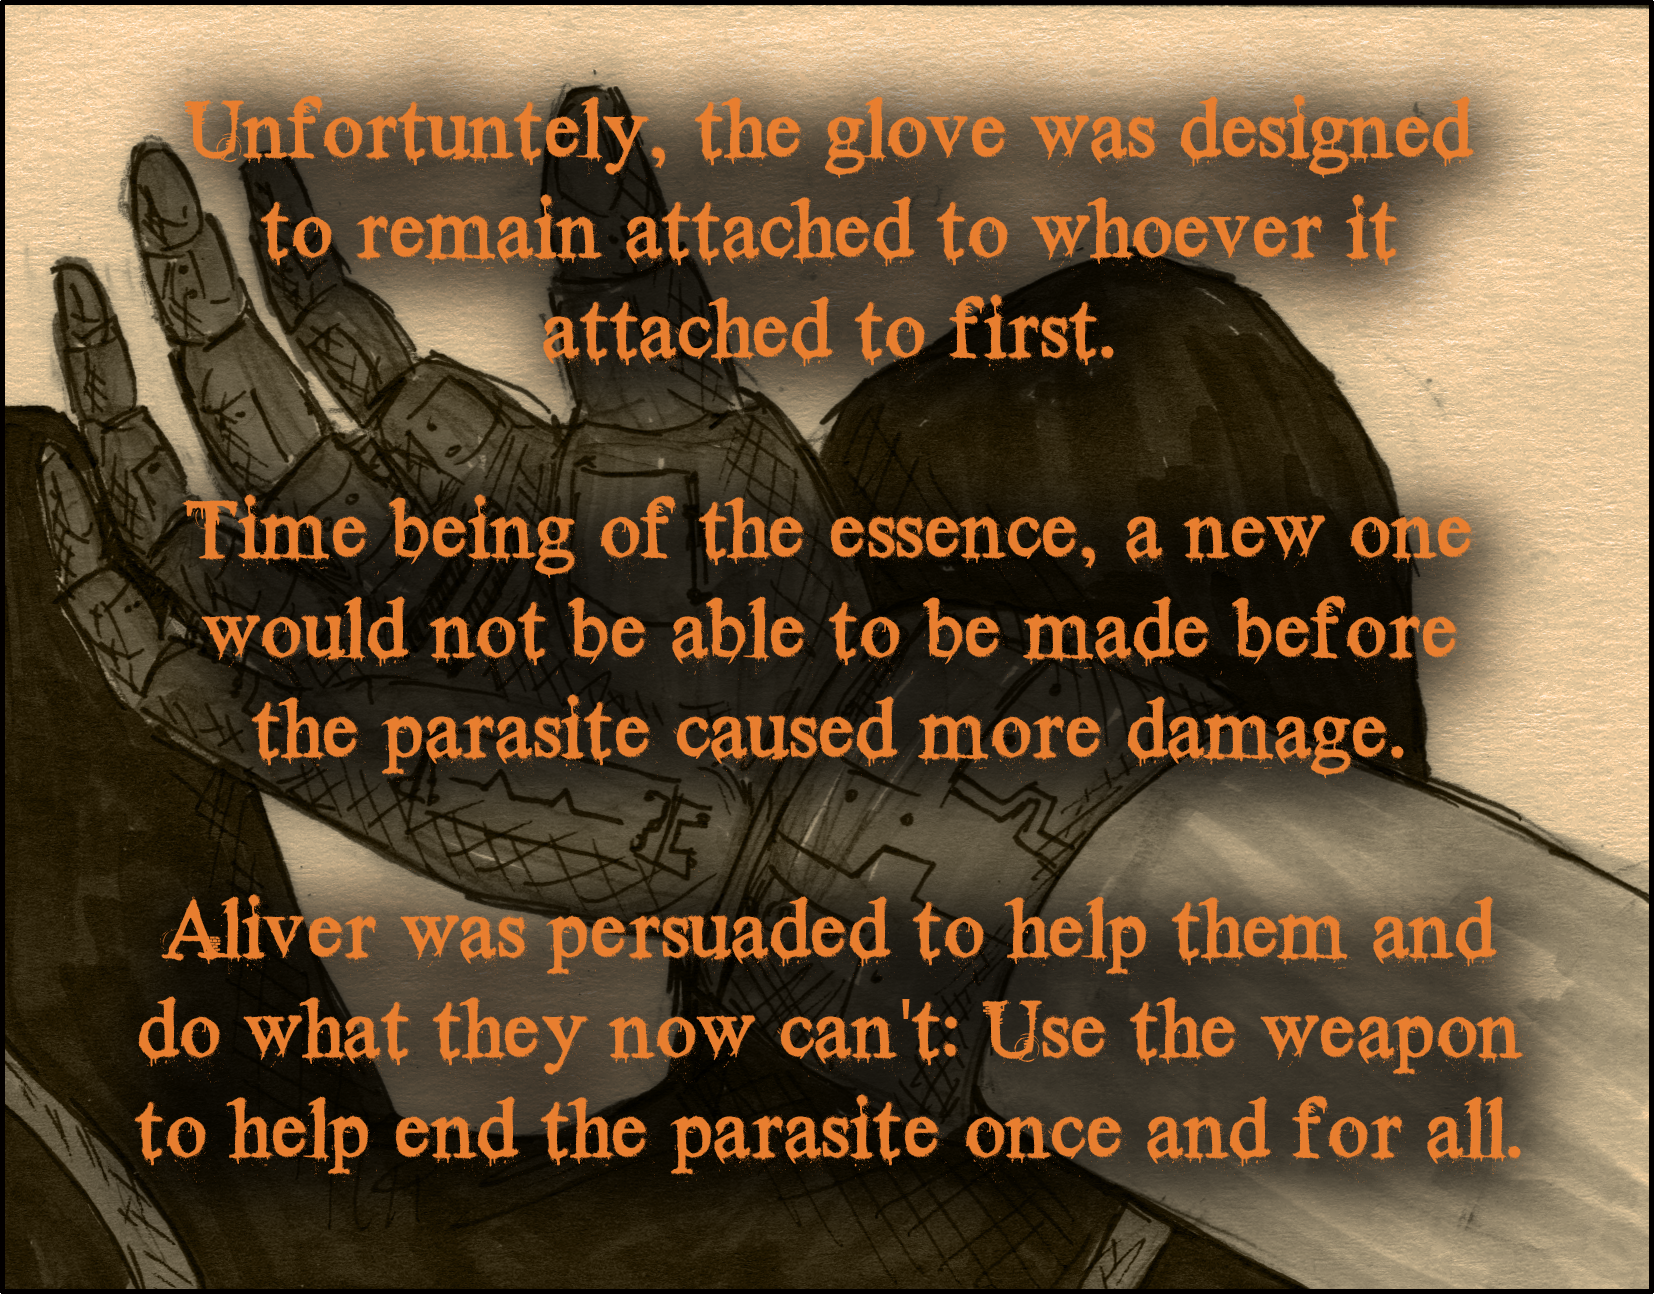 Unfortuntely, the glove was designed
to remain attached to whoever it
attached to first.
Time being of the essence, a new one
would not be able to be made before
the parasite caused more damage.
Aliver was persuaded to help them and
do what they now can't: Use the weapon
to help end the parasite once and for all.